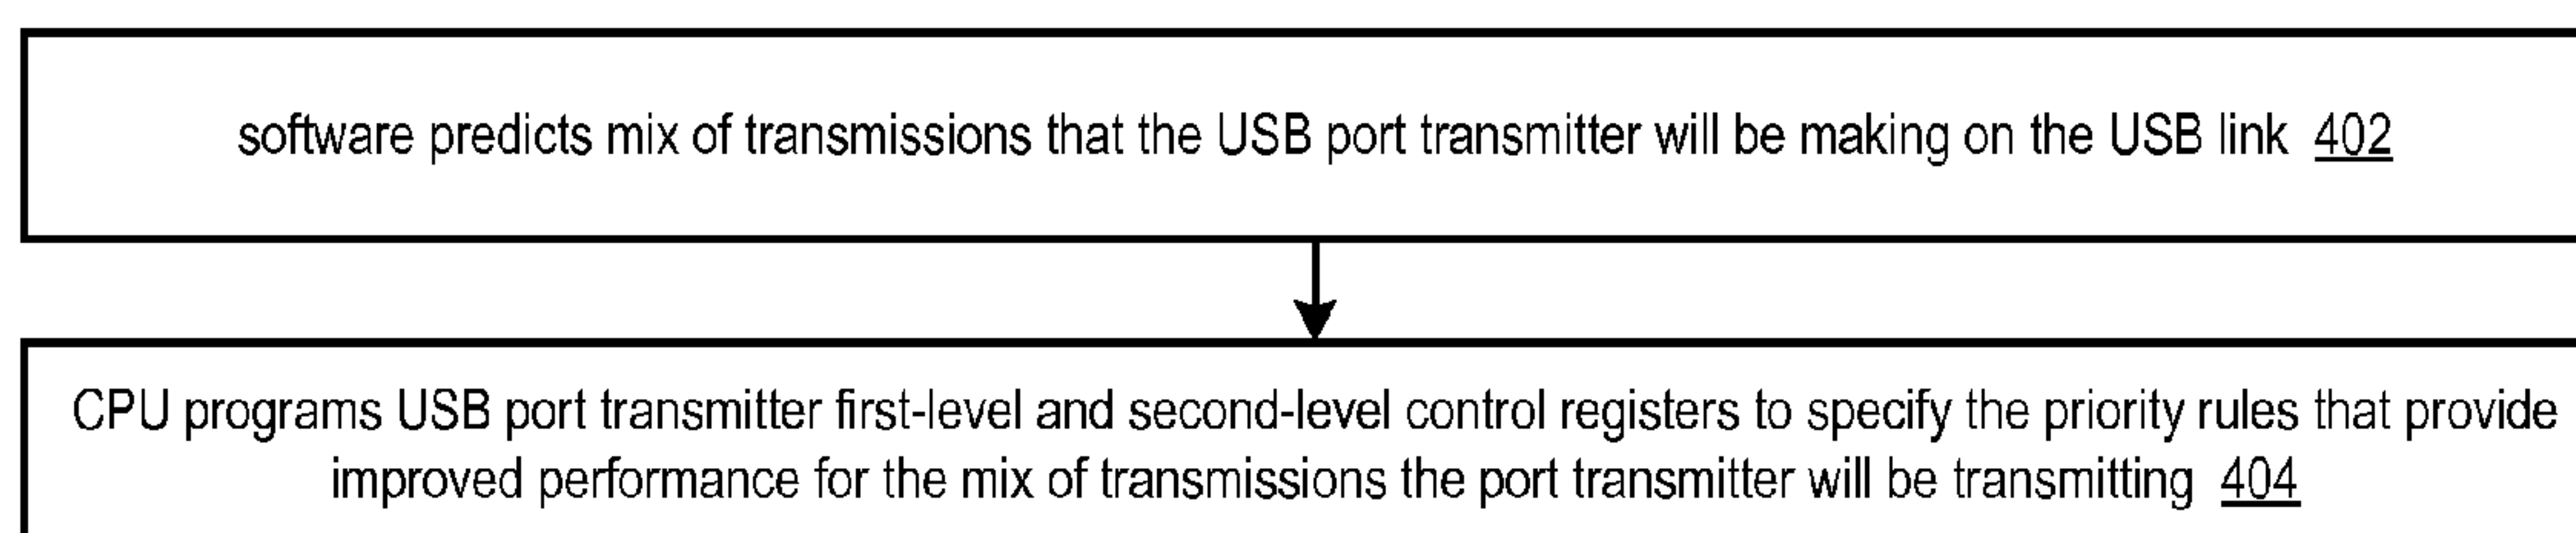 software predicts mix of transmissions that the USB port transmitter will be making on the USB link 402
CPU programs USB port transmitter first-level and second-level control registers to specify the priority rules that provide
improved performance for the mix of transmissions the port transmitter will be transmitting 404